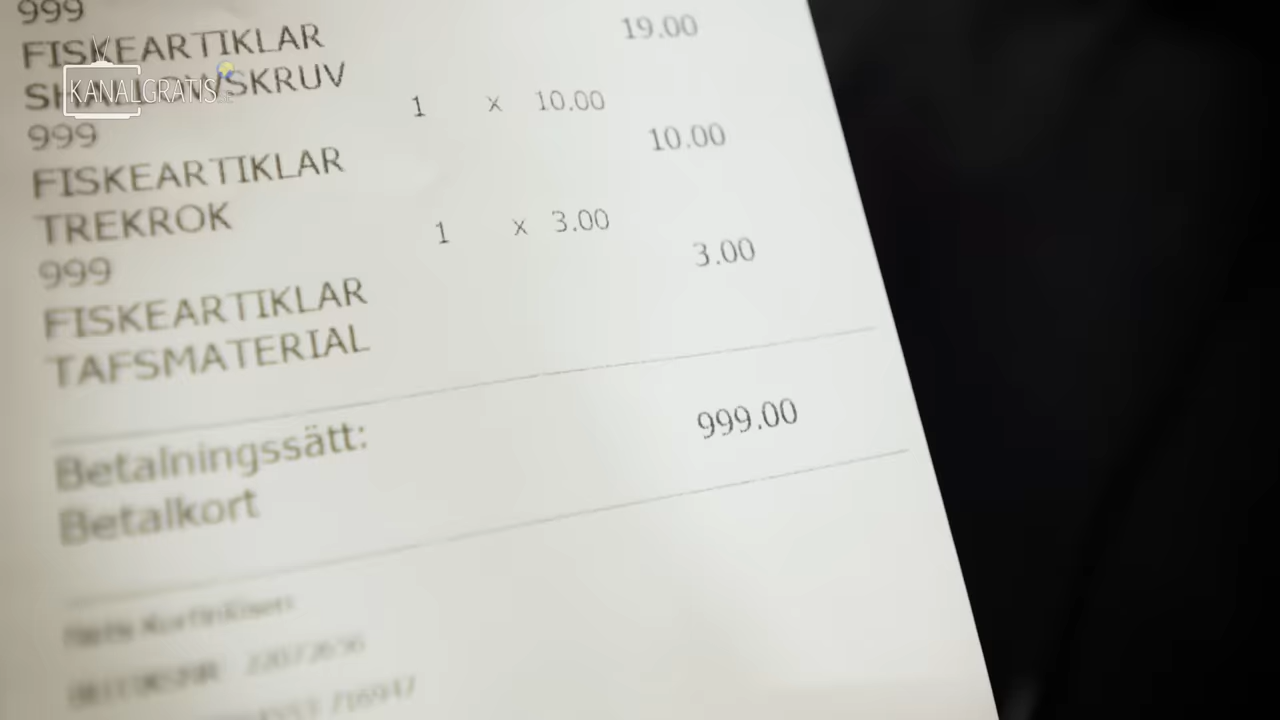 999
FISKEARTIKLAR 19.00
KANALGRATIS
/SKRUV
1 x 10.00
999 10.00
FISKEARTIKLAR
TREKROK
1 x 3.00
999 3.00
FISKEARTIKLAR
TAFSMATERIAL
999.00
Betalningssätt:
Betalkort
716947